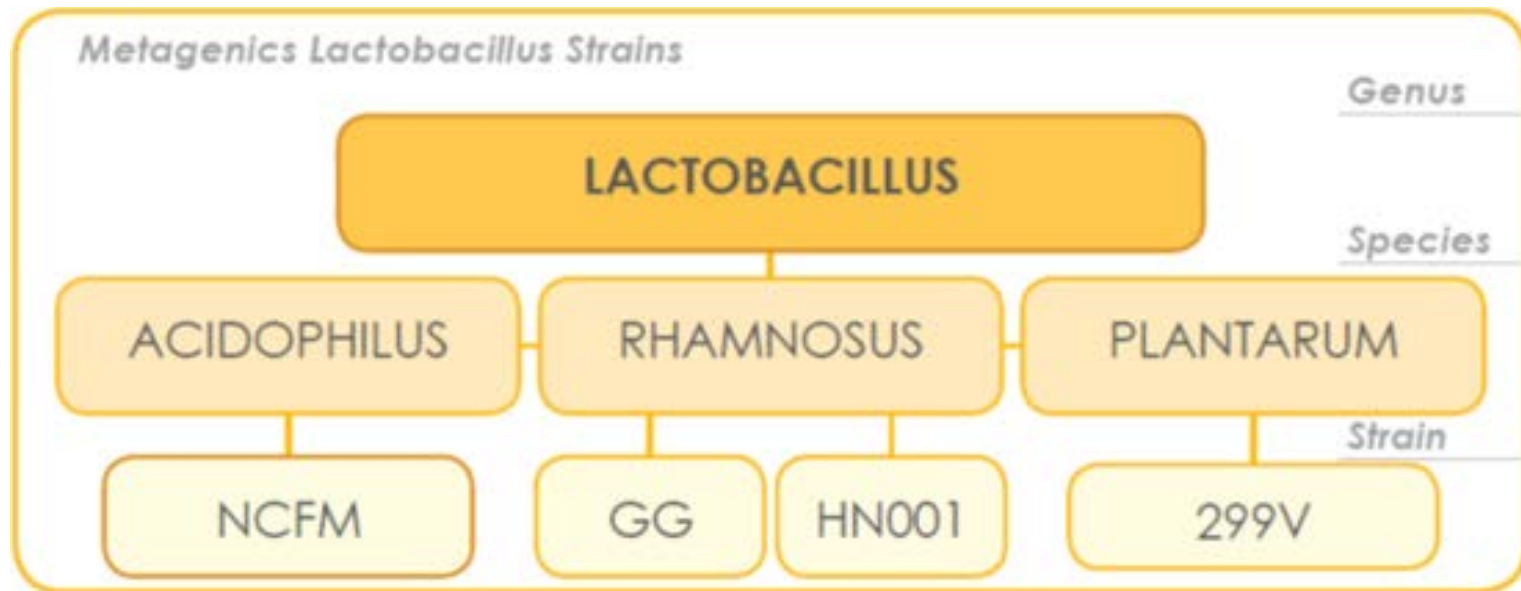 Metagenics Lactobacillus Strains
Genus
LACTOBACILLUS
Species
ACIDOPHILUS
RHAMNOSUS
PLANTARUM
Strain
NCFM
GG
HN001
299V